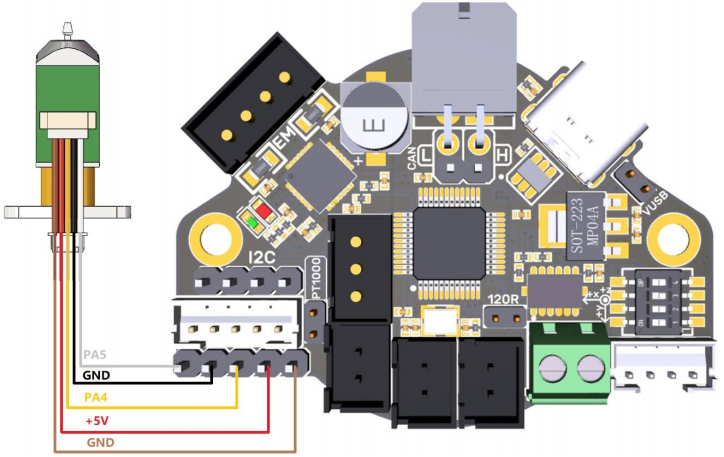 EM
E
+
CAN
L
H
VUSB
SOT-223
MP04A
I2C
PT1000
120R
+X
+Y
PA5
GND
PA4
+5V
GND